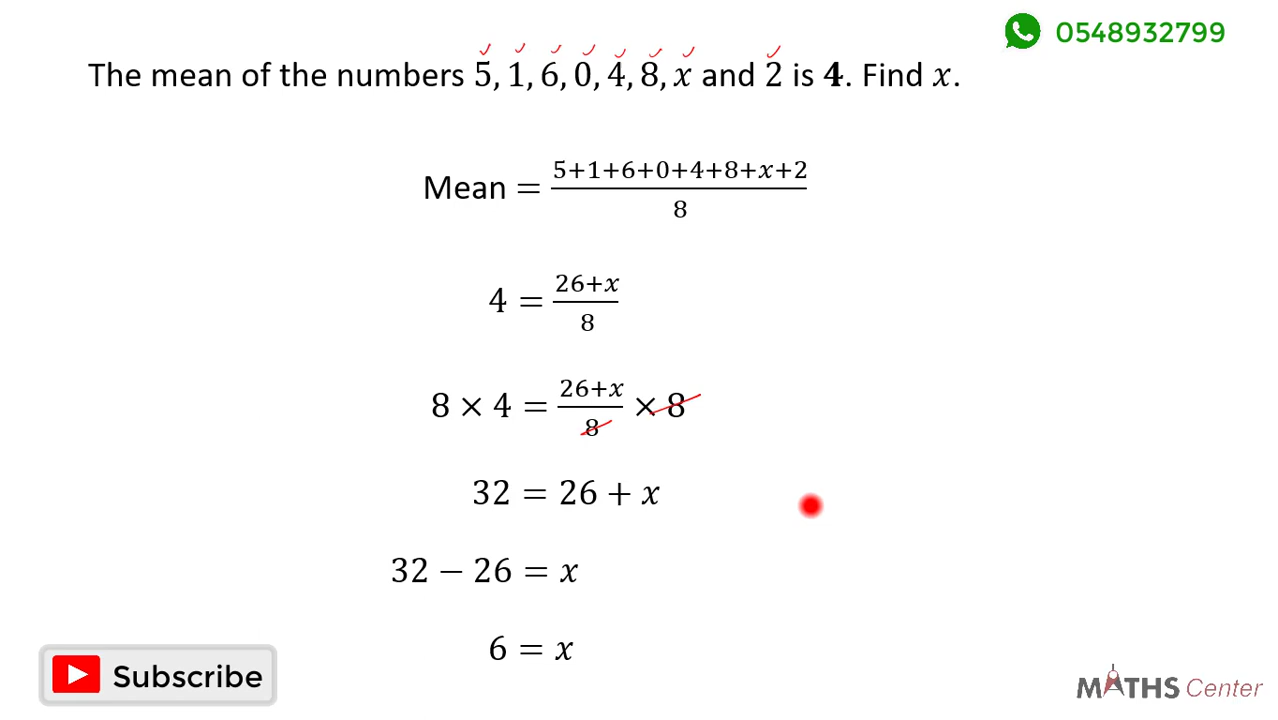 0548932799
The mean of the numbers 5, 1, 6, 0, 4, 8, x and 2 is 4. Find x.
Mean = (5+1+6+0+4+8+x+2)/8
4 = (26+x)/8
8 × 4 = (26+x)/8 × 8
32 = 26 + x
32 − 26 = x
6 = x
Subscribe
MATHS Center